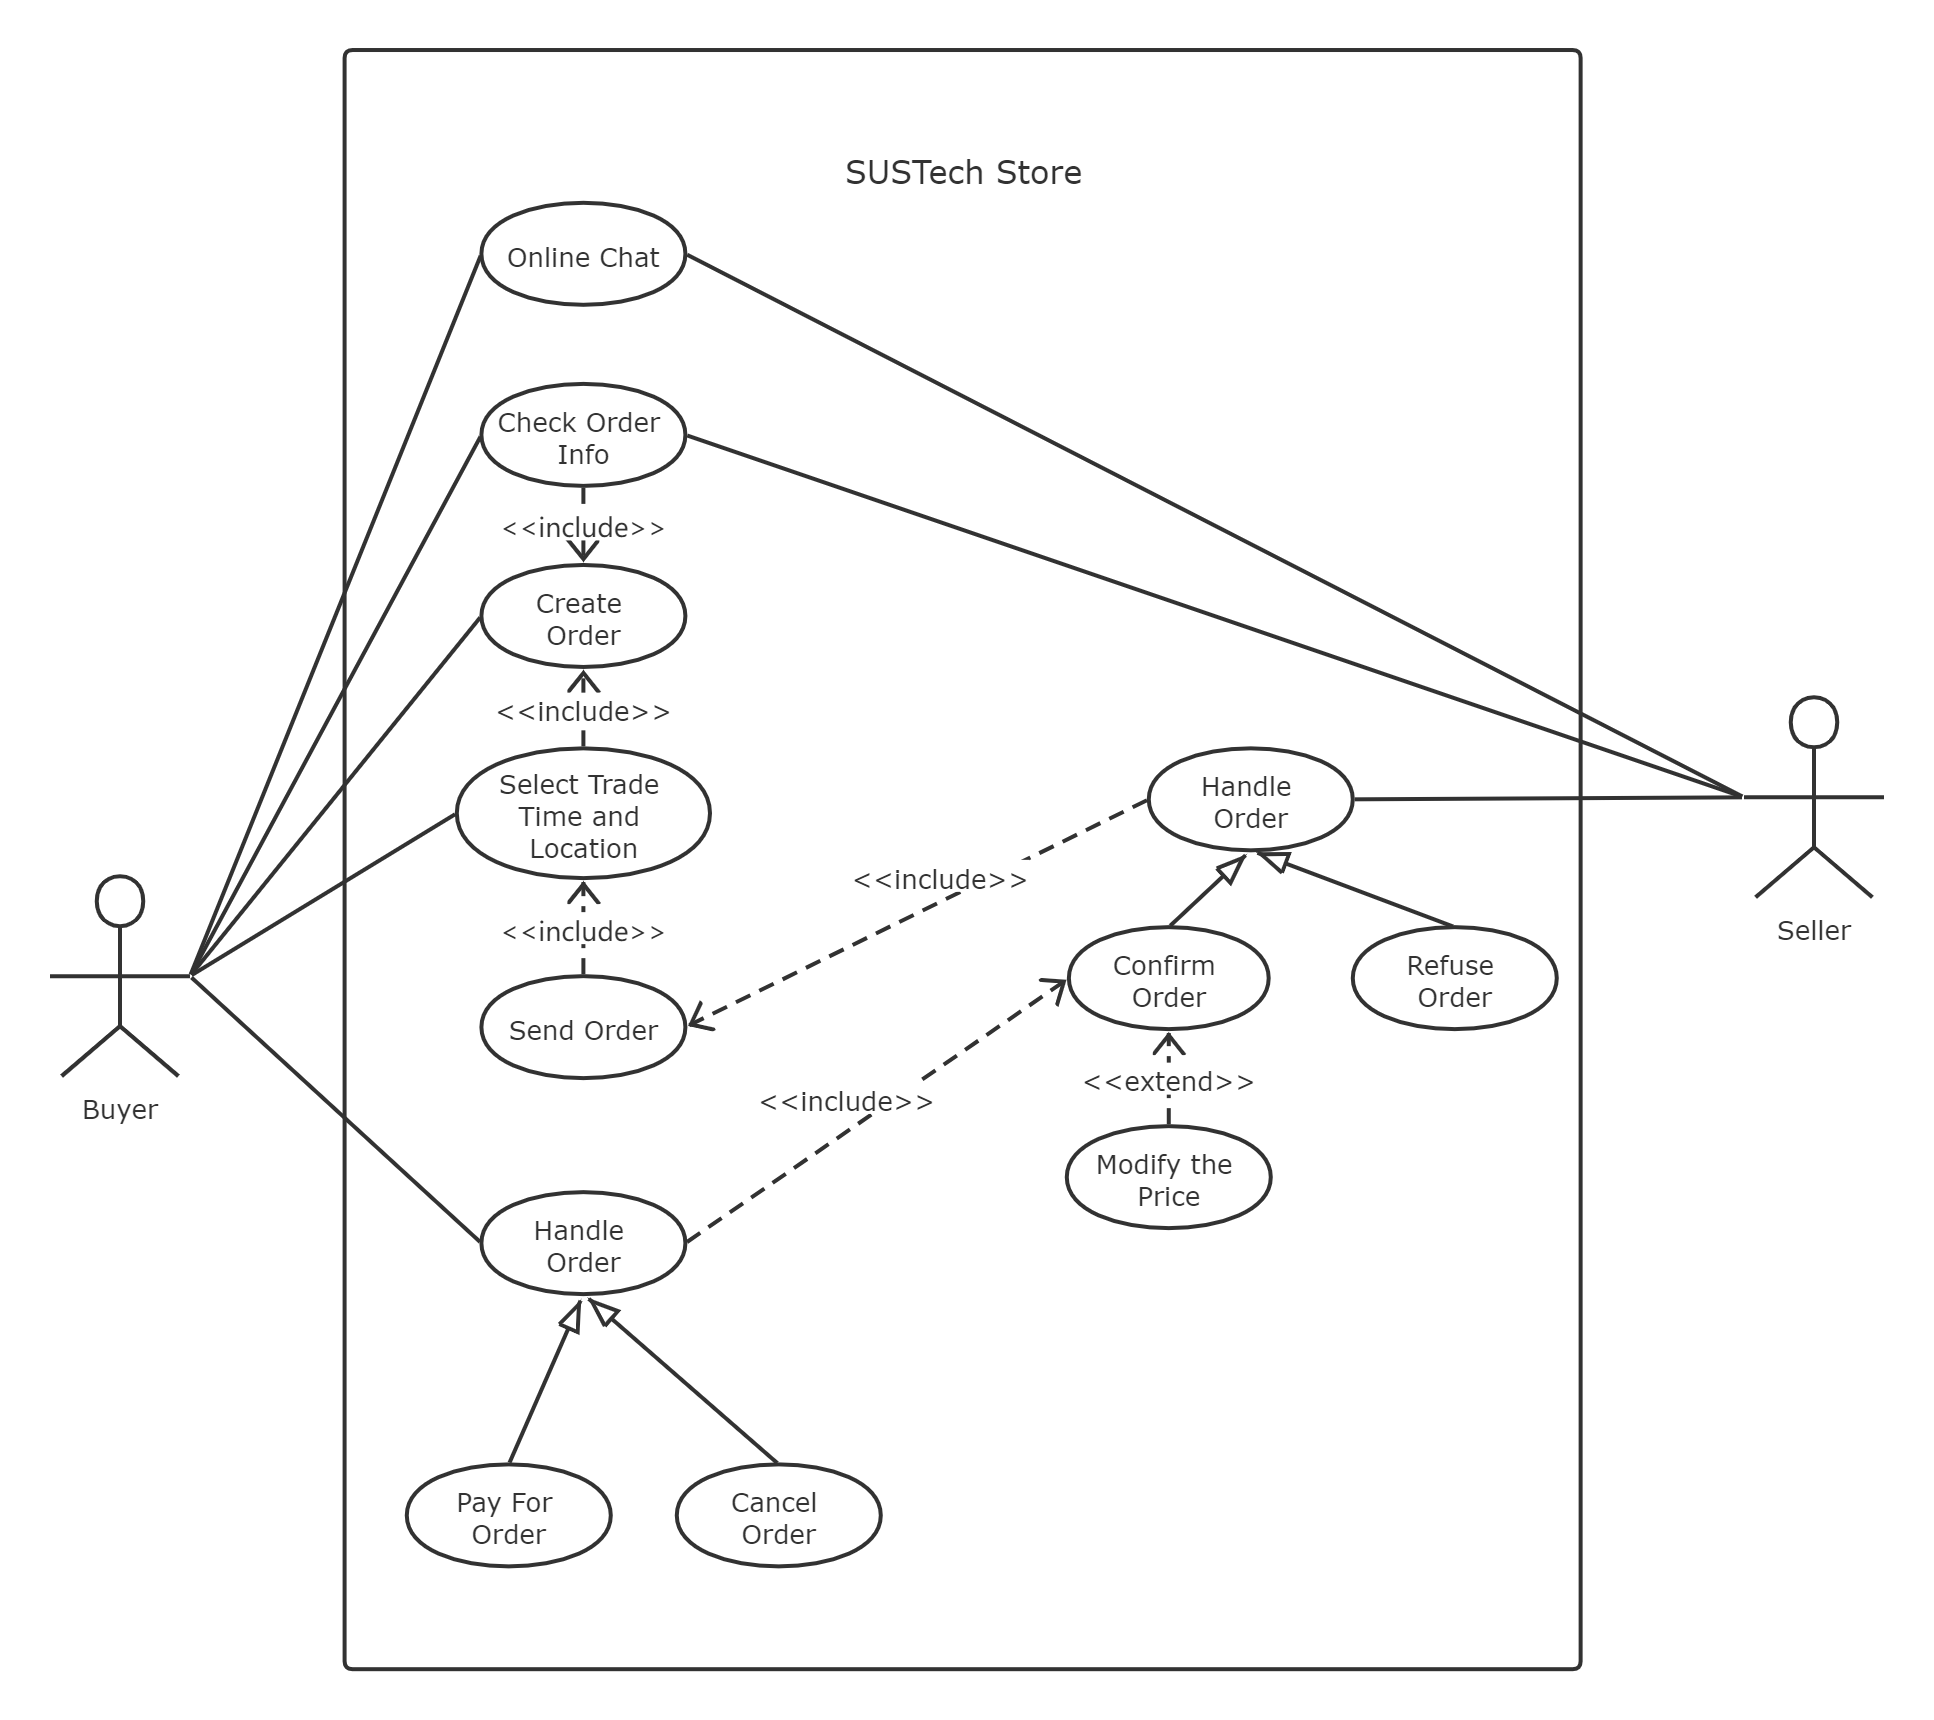 SUSTech Store
Online Chat
Check Order
Info
<<include>>
Create
Order
<<include>>
Select Trade
Time and
Location
<<include>>
Send Order
Handle
Order
<<include>>
Confirm
Order
Refuse
Order
<<extend>>
Modify the
Price
<<include>>
Handle
Order
Pay For
Order
Cancel
Order
Buyer
Seller